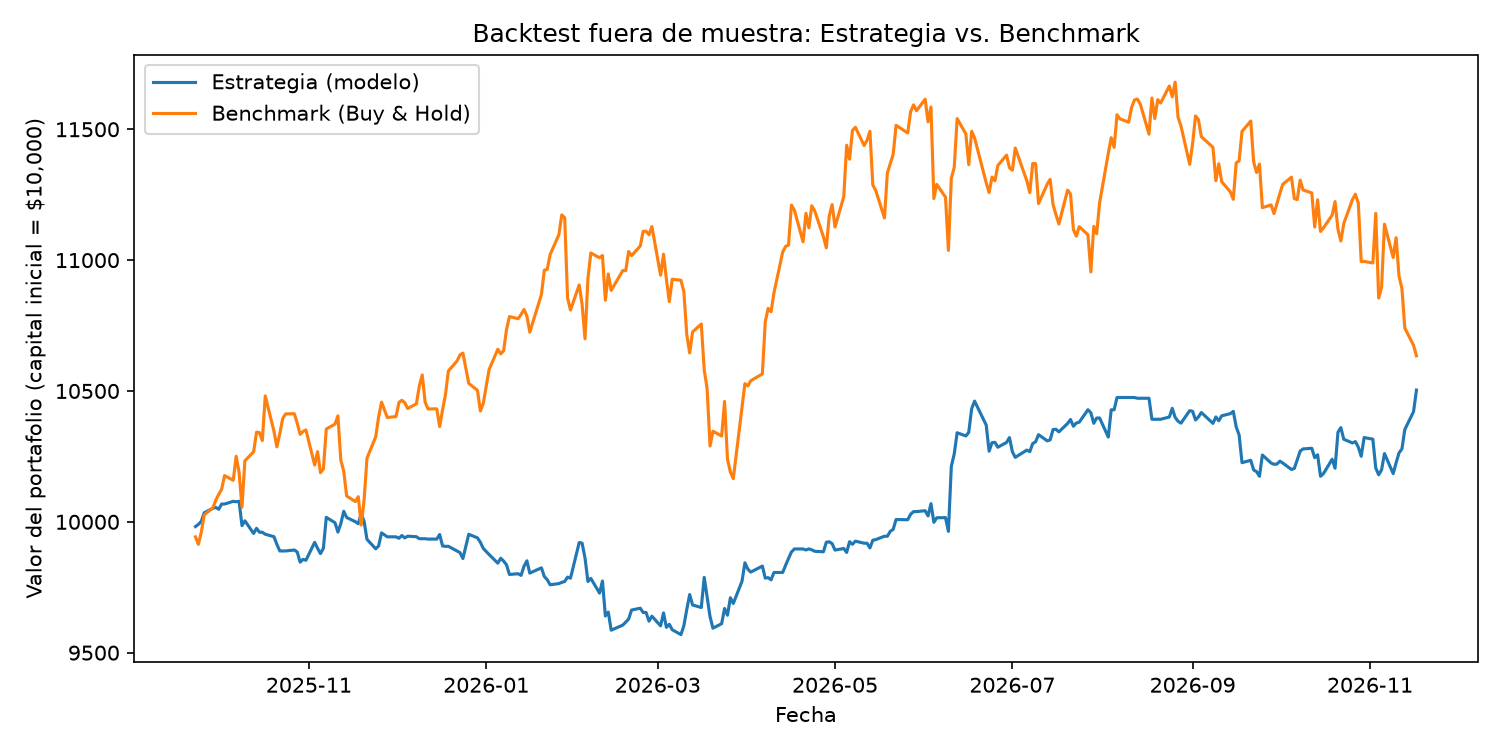 Backtest fuera de muestra: Estrategia vs. Benchmark
Estrategia (modelo)
Benchmark (Buy & Hold)
Valor del portafolio (capital inicial = $10,000)
11500
11000
10500
10000
9500
2025-11
2026-01
2026-03
2026-05
2026-07
2026-09
2026-11
Fecha